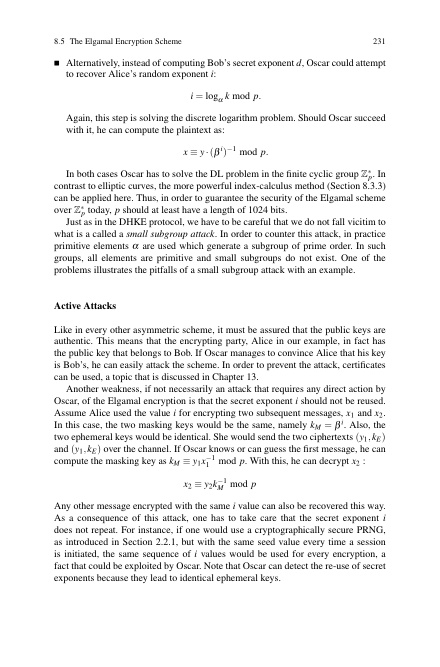 8.5 The Elgamal Encryption Scheme 231
■ Alternatively, instead of computing Bob's secret exponent d, Oscar could attempt
to recover Alice's random exponent i:
i = log_α k mod p.
Again, this step is solving the discrete logarithm problem. Should Oscar succeed
with it, he can compute the plaintext as:
x ≡ y · (β^i)^−1 mod p.
In both cases Oscar has to solve the DL problem in the finite cyclic group ℤ*_p. In
contrast to elliptic curves, the more powerful index-calculus method (Section 8.3.3)
can be applied here. Thus, in order to guarantee the security of the Elgamal scheme
over ℤ*_p today, p should at least have a length of 1024 bits.
Just as in the DHKE protocol, we have to be careful that we do not fall vicitim to
what is a called a small subgroup attack. In order to counter this attack, in practice
primitive elements α are used which generate a subgroup of prime order. In such
groups, all elements are primitive and small subgroups do not exist. One of the
problems illustrates the pitfalls of a small subgroup attack with an example.
Active Attacks
Like in every other asymmetric scheme, it must be assured that the public keys are
authentic. This means that the encrypting party, Alice in our example, in fact has
the public key that belongs to Bob. If Oscar manages to convince Alice that his key
is Bob's, he can easily attack the scheme. In order to prevent the attack, certificates
can be used, a topic that is discussed in Chapter 13.
Another weakness, if not necessarily an attack that requires any direct action by
Oscar, of the Elgamal encryption is that the secret exponent i should not be reused.
Assume Alice used the value i for encrypting two subsequent messages, x_1 and x_2.
In this case, the two masking keys would be the same, namely k_M = β^i. Also, the
two ephemeral keys would be identical. She would send the two ciphertexts (y_1, k_E)
and (y_1, k_E) over the channel. If Oscar knows or can guess the first message, he can
compute the masking key as k_M ≡ y_1 x_1^−1 mod p. With this, he can decrypt x_2 :
x_2 ≡ y_2 k_M^−1 mod p
Any other message encrypted with the same i value can also be recovered this way.
As a consequence of this attack, one has to take care that the secret exponent i
does not repeat. For instance, if one would use a cryptographically secure PRNG,
as introduced in Section 2.2.1, but with the same seed value every time a session
is initiated, the same sequence of i values would be used for every encryption, a
fact that could be exploited by Oscar. Note that Oscar can detect the re-use of secret
exponents because they lead to identical ephemeral keys.